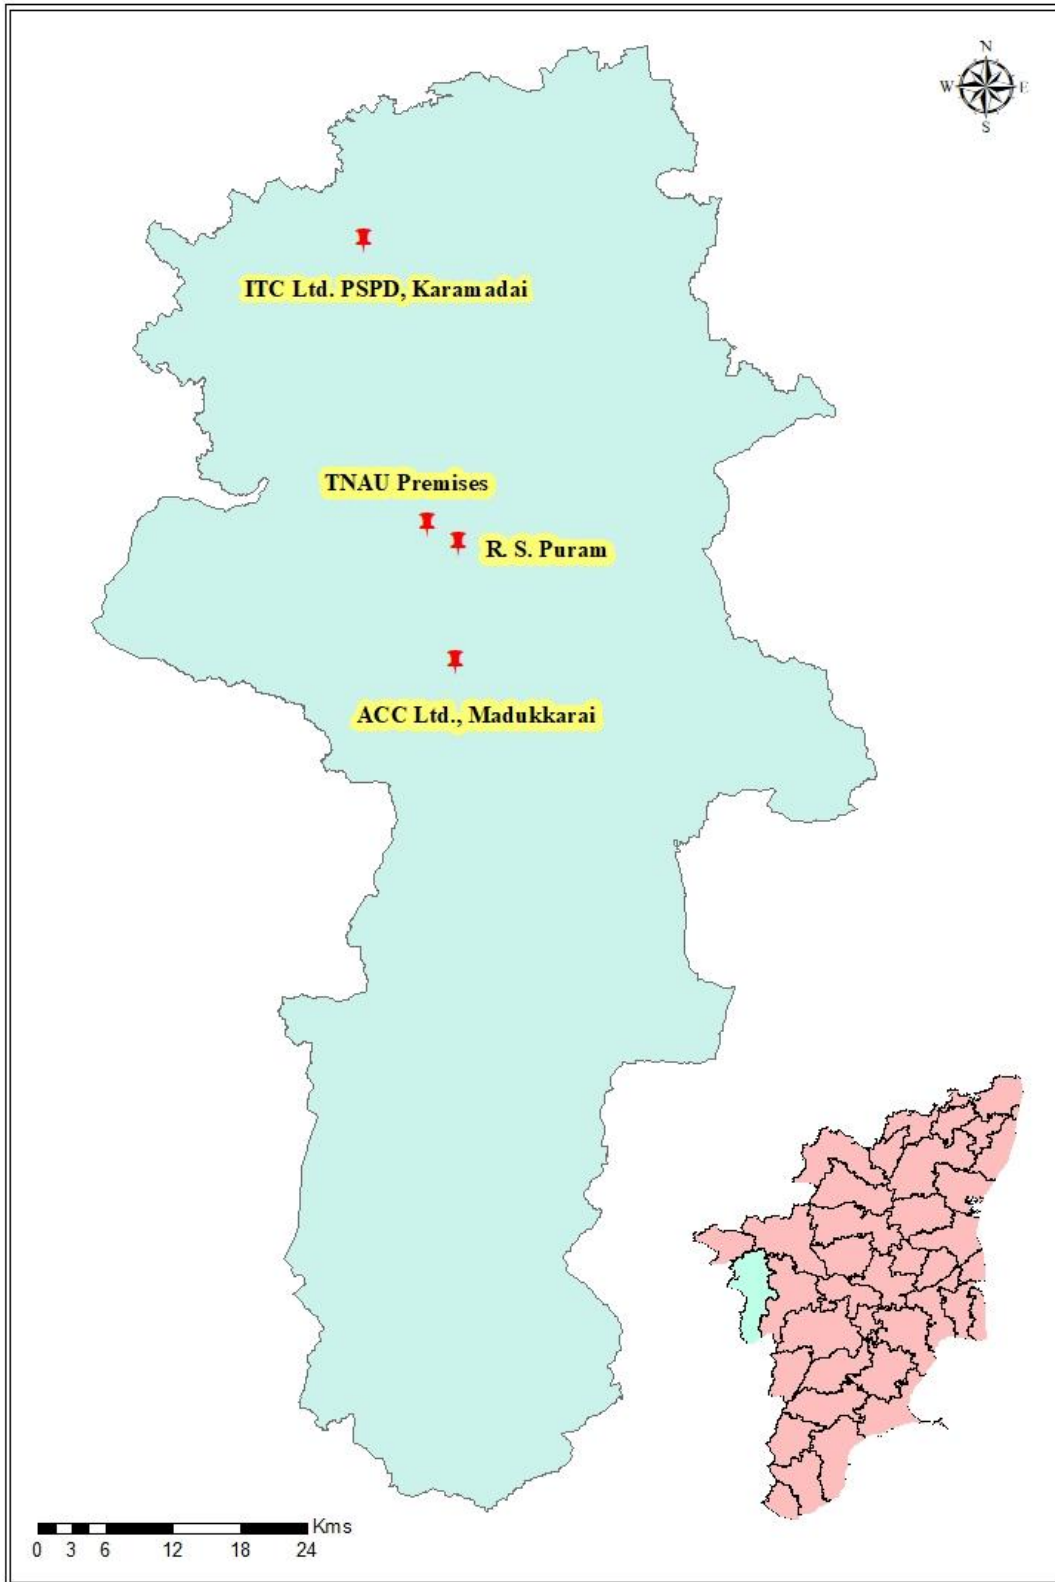 N
W E
S
ITC Ltd. PSPD, Karamadai
TNAU Premises
R. S. Puram
ACC Ltd., Madukkarai
Kms
0 3 6 12 18 24